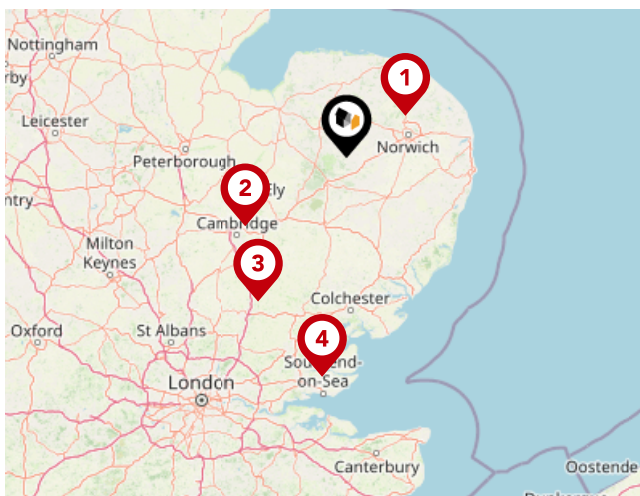 Nottingham
rby
1
Leicester
Norwich
Peterborough
2
Ely
ntry
Cambridge
Milton
Keynes
3
Colchester
Oxford
St Albans
4
Southend-
on-Sea
London
Canterbury
Oostende